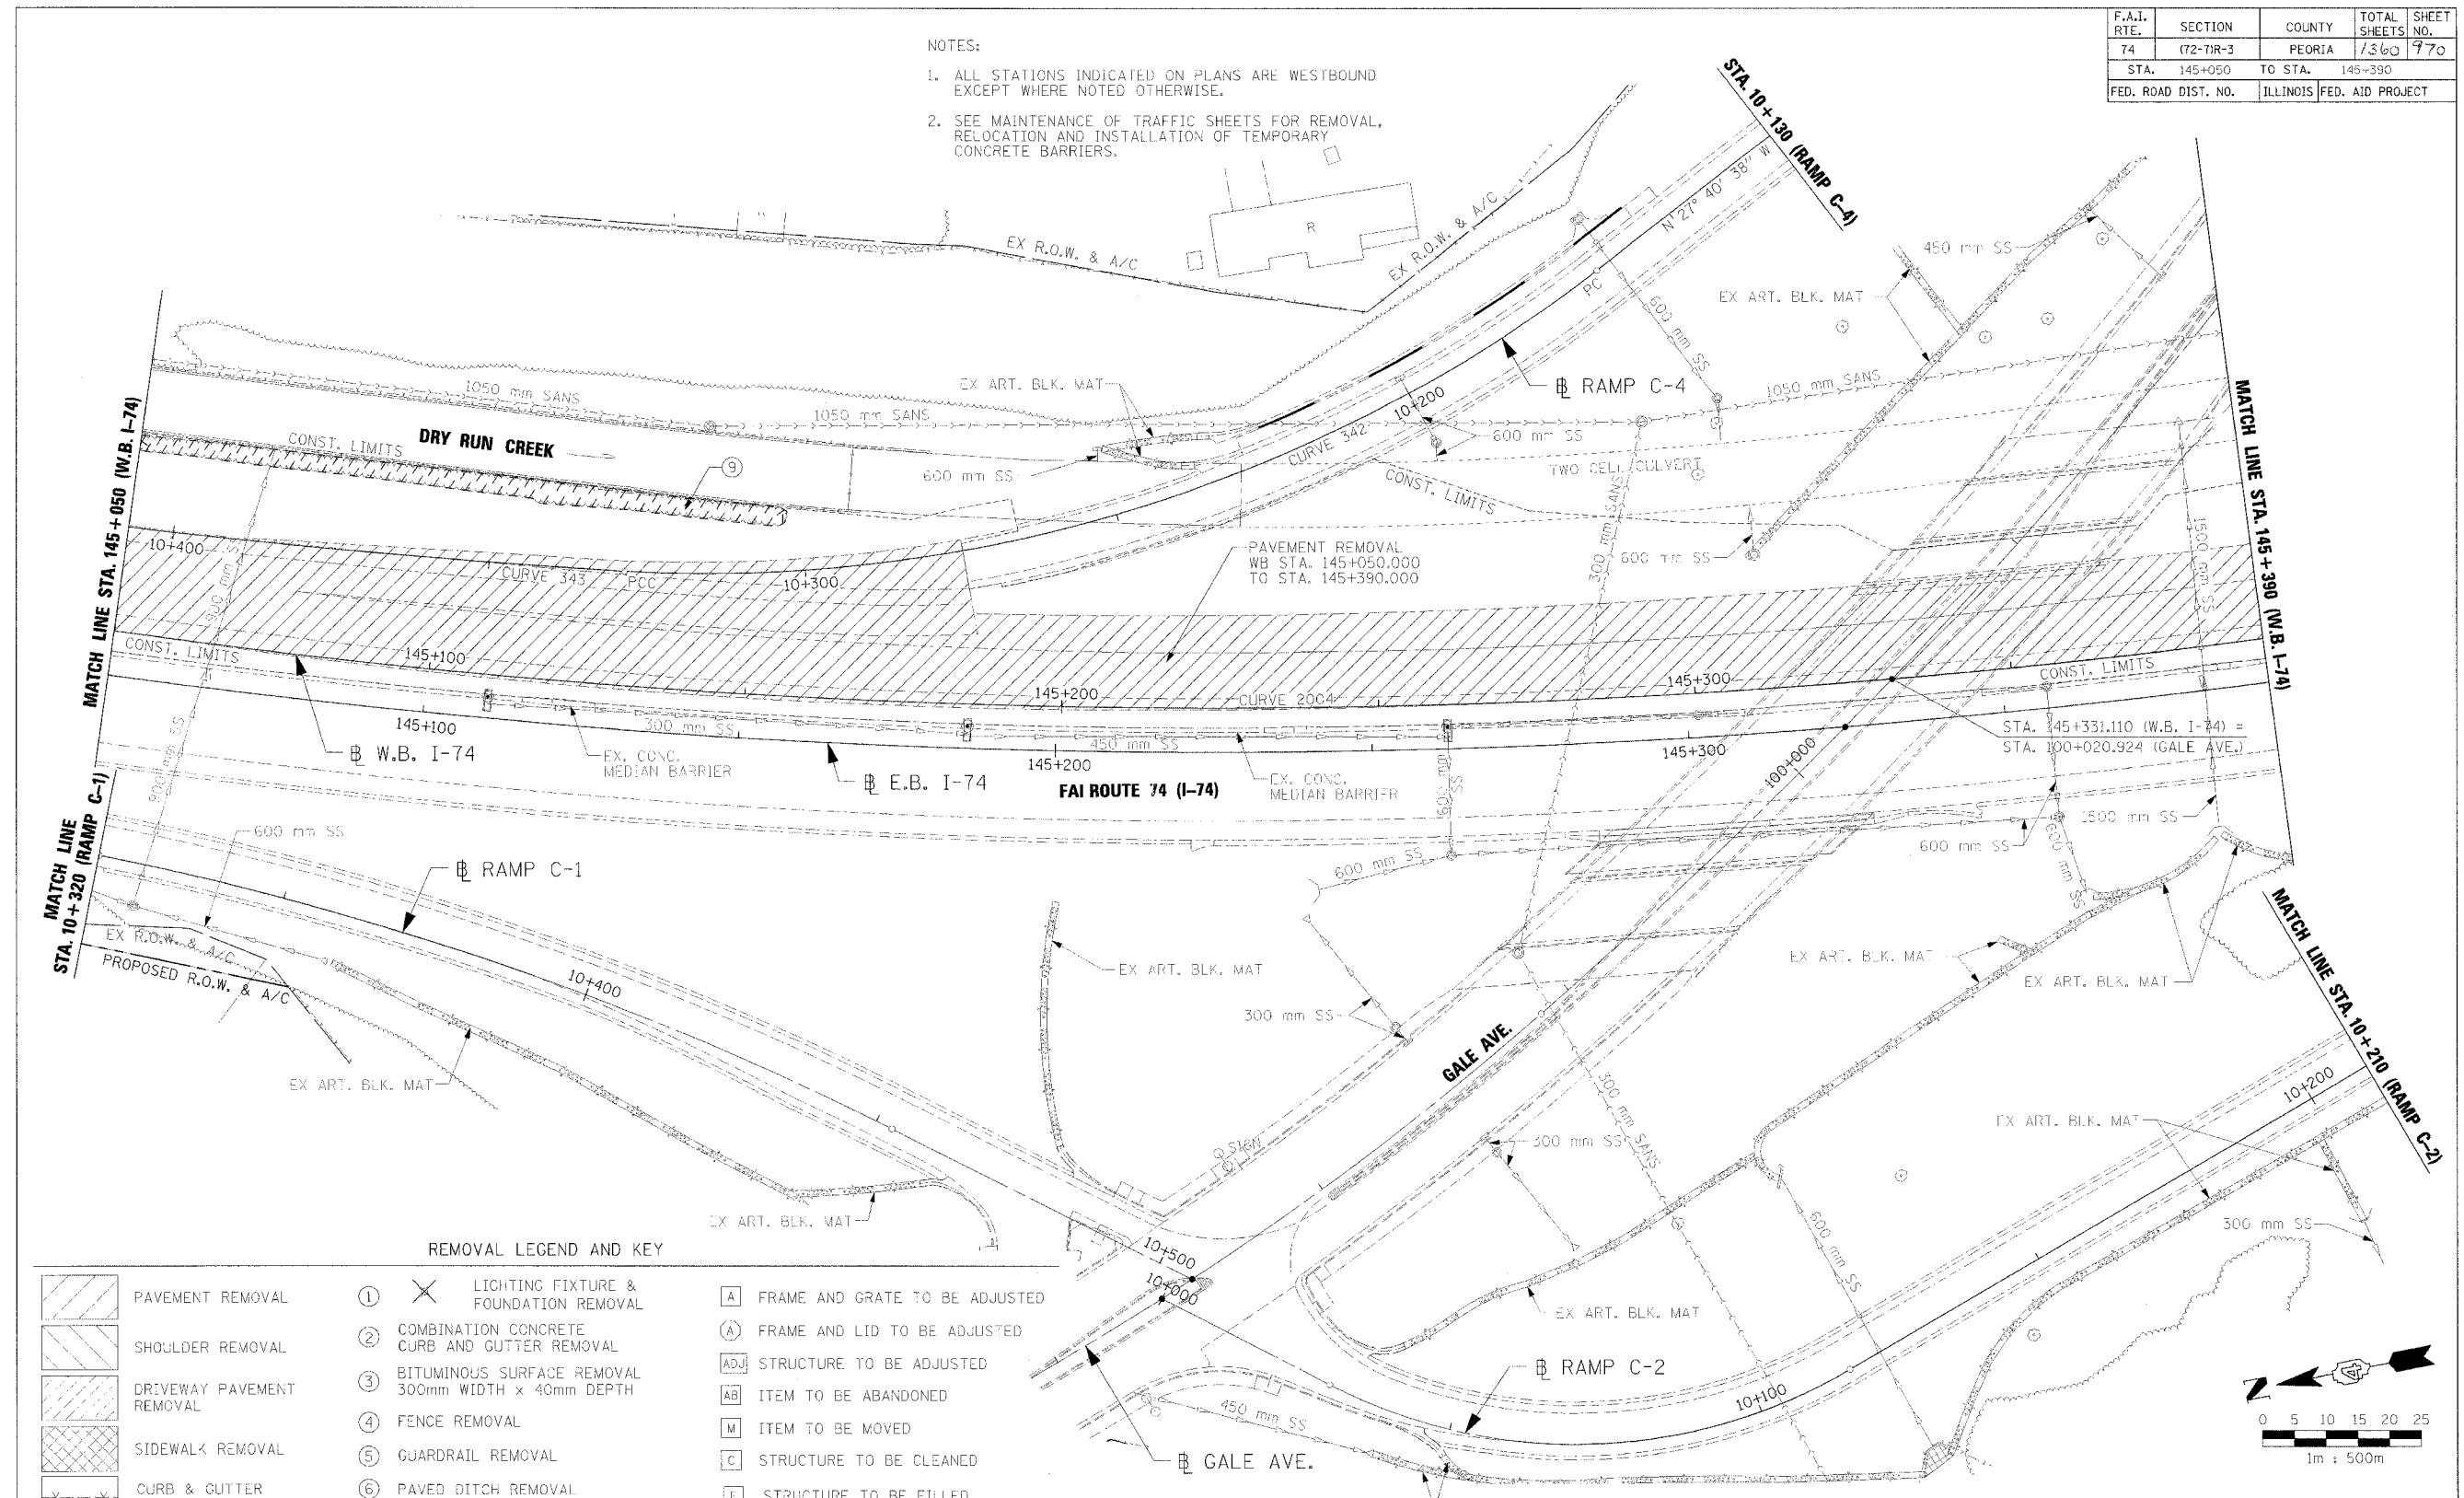 F.A.I. RTE. SECTION COUNTY TOTAL SHEETS SHEET NO.
74 (72-7)R-3 PEORIA 1360 970
STA. 145+050 TO STA. 145+390
FED. ROAD DIST. NO. ILLINOIS FED. AID PROJECT
NOTES:
1. ALL STATIONS INDICATED ON PLANS ARE WESTBOUND
EXCEPT WHERE NOTED OTHERWISE.
2. SEE MAINTENANCE OF TRAFFIC SHEETS FOR REMOVAL,
RELOCATION AND INSTALLATION OF TEMPORARY
CONCRETE BARRIERS.
STA. 10+130 (RAMP C-4)
N 27° 40' 38" W
R
EX R.O.W. & A/C
EX R.O.W. & A/C
PC
450 mm SS
EX ART. BLK. MAT
600 mm SS
MATCH LINE STA. 145+050 (W.B. I-74)
1050 mm SANS
1050 mm SANS
1050 mm SANS
EX ART. BLK. MAT
℄ RAMP C-4
10+200
CURVE 342
600 mm SS
CONST. LIMITS
DRY RUN CREEK
9
600 mm SS
TWO CELL CULVERT
CONST. LIMITS
300 mm SANS
600 mm SS
1500 mm SS
MATCH LINE STA. 145+390 (W.B. I-74)
10+400
900 mm SS
CURVE 343
PCC
10+300
PAVEMENT REMOVAL
WB STA. 145+050.000
TO STA. 145+390.000
CONST. LIMITS
145+100
145+200
CURVE 2004
145+300
CONST. LIMITS
145+100
300 mm SS
450 mm SS
145+200
145+300
℄ W.B. I-74
EX. CONC.
MEDIAN BARRIER
℄ E.B. I-74
FAI ROUTE 74 (I-74)
EX. CONC.
MEDIAN BARRIER
600 mm SS
100+000
STA. 145+331.110 (W.B. I-74) =
STA. 100+020.924 (GALE AVE.)
MATCH LINE
STA. 10+320 (RAMP C-1)
900 mm SS
600 mm SS
℄ RAMP C-1
600 mm SS
600 mm SS
600 mm SS
1500 mm SS
EX R.O.W. & A/C
PROPOSED R.O.W. & A/C
10+400
EX ART. BLK. MAT
EX ART. BLK. MAT
EX ART. BLK. MAT
EX ART. BLK. MAT
EX ART. BLK. MAT
300 mm SS
GALE AVE.
300 mm SANS
MATCH LINE STA. 10+210 (RAMP C-2)
10+200
SIGN
300 mm SS
EX ART. BLK. MAT
600 mm SS
300 mm SS
EX ART. BLK. MAT
10+500
10+000
℄ RAMP C-2
10+100
450 mm SS
℄ GALE AVE.
REMOVAL LEGEND AND KEY
PAVEMENT REMOVAL
SHOULDER REMOVAL
DRIVEWAY PAVEMENT
REMOVAL
SIDEWALK REMOVAL
CURB & GUTTER
1 LIGHTING FIXTURE &
FOUNDATION REMOVAL
2 COMBINATION CONCRETE
CURB AND GUTTER REMOVAL
3 BITUMINOUS SURFACE REMOVAL
300mm WIDTH x 40mm DEPTH
4 FENCE REMOVAL
5 GUARDRAIL REMOVAL
6 PAVED DITCH REMOVAL
A FRAME AND GRATE TO BE ADJUSTED
A FRAME AND LID TO BE ADJUSTED
ADJ STRUCTURE TO BE ADJUSTED
AB ITEM TO BE ABANDONED
M ITEM TO BE MOVED
C STRUCTURE TO BE CLEANED
F STRUCTURE TO BE FILLED
Z
74
0 5 10 15 20 25
1m : 500m